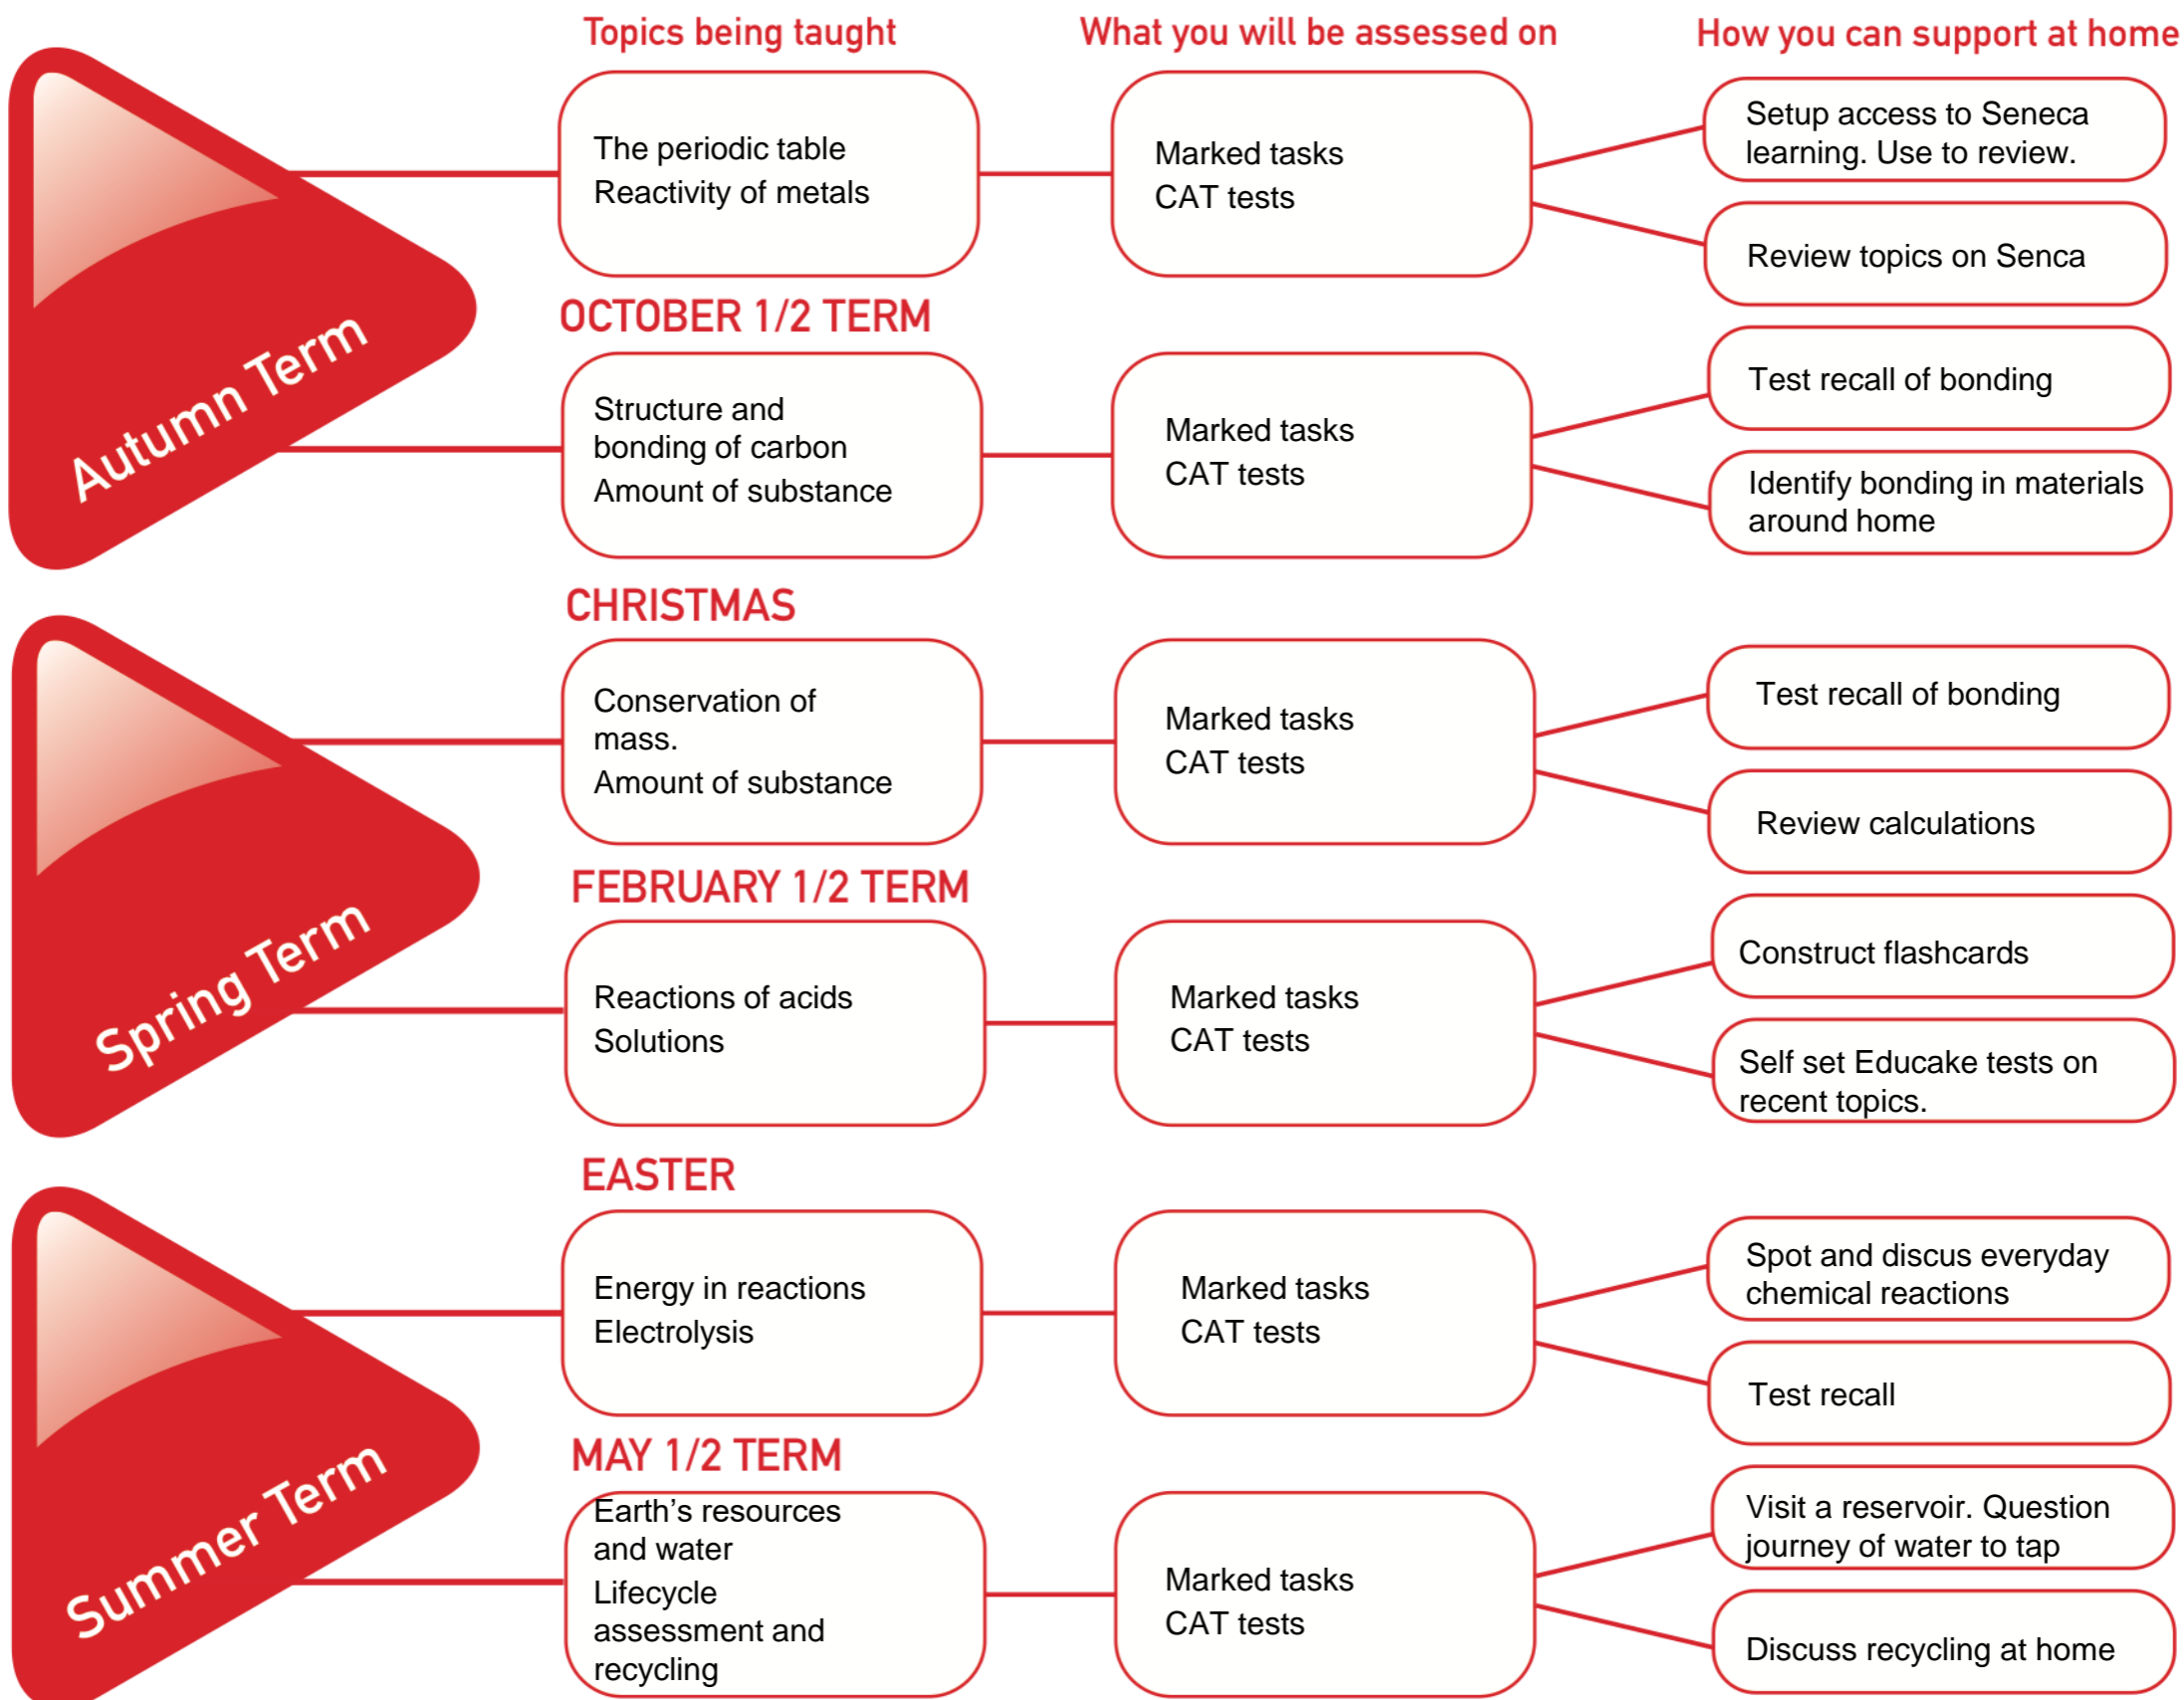 Topics being taught
What you will be assessed on
How you can support at home
Autumn Term
The periodic table
Reactivity of metals
Marked tasks
CAT tests
Setup access to Seneca
learning. Use to review.
Review topics on Senca
OCTOBER 1/2 TERM
Structure and
bonding of carbon
Amount of substance
Marked tasks
CAT tests
Test recall of bonding
Identify bonding in materials
around home
CHRISTMAS
Spring Term
Conservation of
mass.
Amount of substance
Marked tasks
CAT tests
Test recall of bonding
Review calculations
FEBRUARY 1/2 TERM
Reactions of acids
Solutions
Marked tasks
CAT tests
Construct flashcards
Self set Educake tests on
recent topics.
EASTER
Summer Term
Energy in reactions
Electrolysis
Marked tasks
CAT tests
Spot and discus everyday
chemical reactions
Test recall
MAY 1/2 TERM
Earth’s resources
and water
Lifecycle
assessment and
recycling
Marked tasks
CAT tests
Visit a reservoir. Question
journey of water to tap
Discuss recycling at home